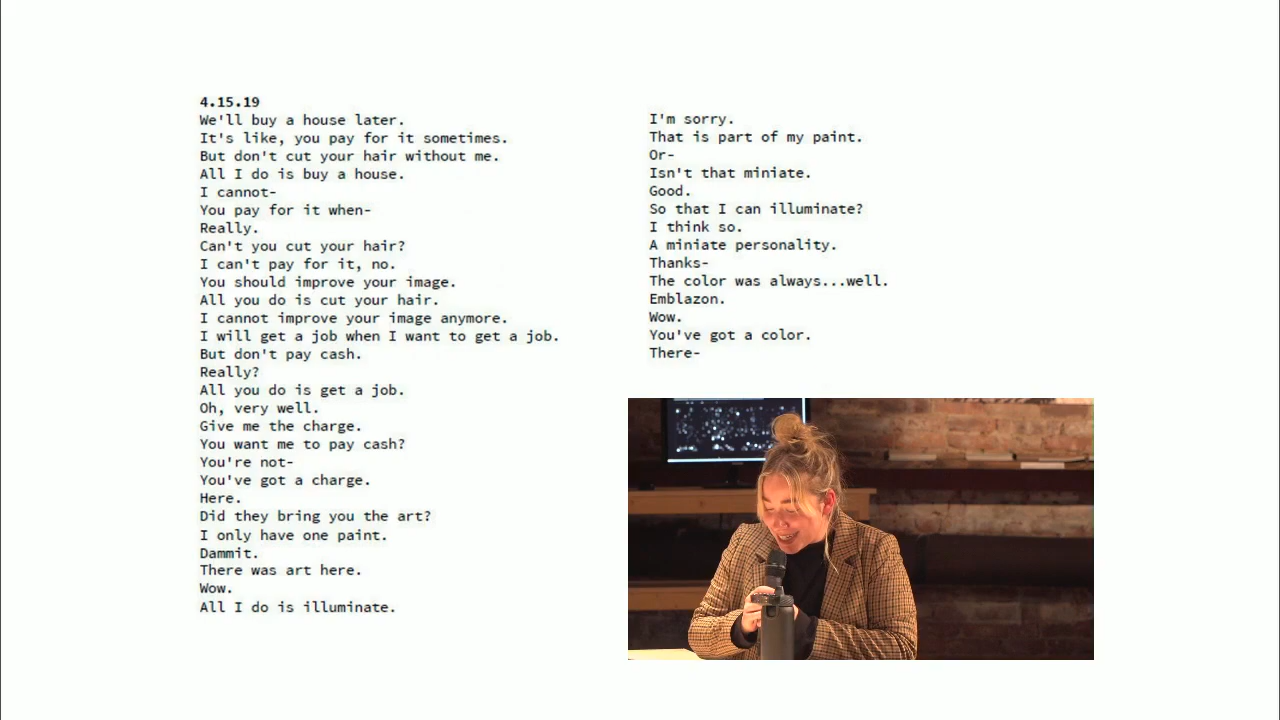 4.15.19
We'll buy a house later.
It's like, you pay for it sometimes.
But don't cut your hair without me.
All I do is buy a house.
I cannot-
You pay for it when-
Really.
Can't you cut your hair?
I can't pay for it, no.
You should improve your image.
All you do is cut your hair.
I cannot improve your image anymore.
I will get a job when I want to get a job.
But don't pay cash.
Really?
All you do is get a job.
Oh, very well.
Give me the charge.
You want me to pay cash?
You're not-
You've got a charge.
Here.
Did they bring you the art?
I only have one paint.
Dammit.
There was art here.
Wow.
All I do is illuminate.
I'm sorry.
That is part of my paint.
Or-
Isn't that miniate.
Good.
So that I can illuminate?
I think so.
A miniate personality.
Thanks-
The color was always...well.
Emblazon.
Wow.
You've got a color.
There-